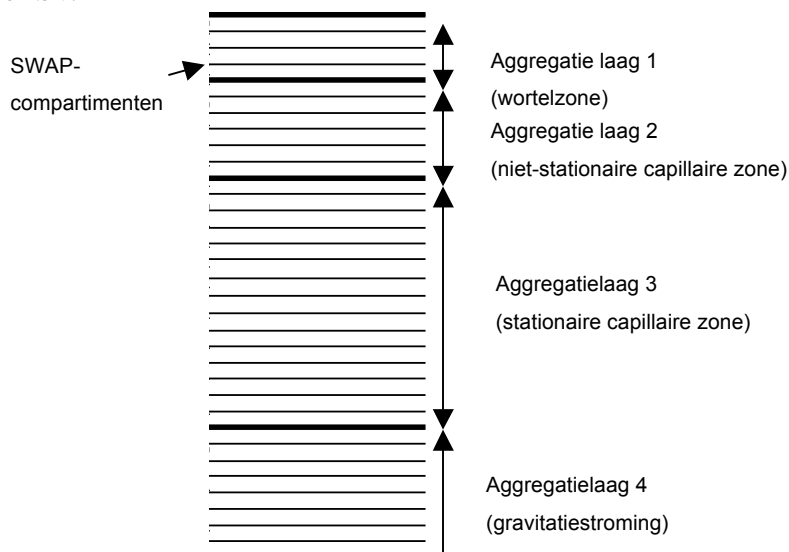 SWAP-
compartimenten
Aggregatie laag 1
(wortelzone)
Aggregatie laag 2
(niet-stationaire capillaire zone)
Aggregatielaag 3
(stationaire capillaire zone)
Aggregatielaag 4
(gravitatiestroming)